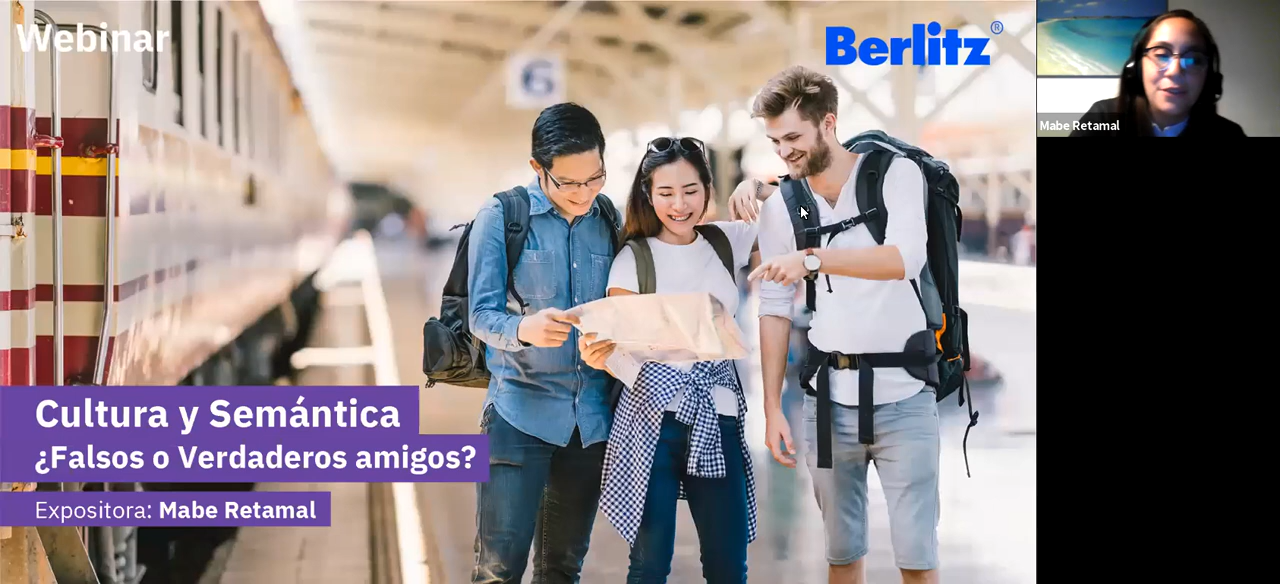 Webinar
Berlitz®
6
Mabe Retamal
Cultura y Semántica
¿Falsos o Verdaderos amigos?
Expositora: Mabe Retamal